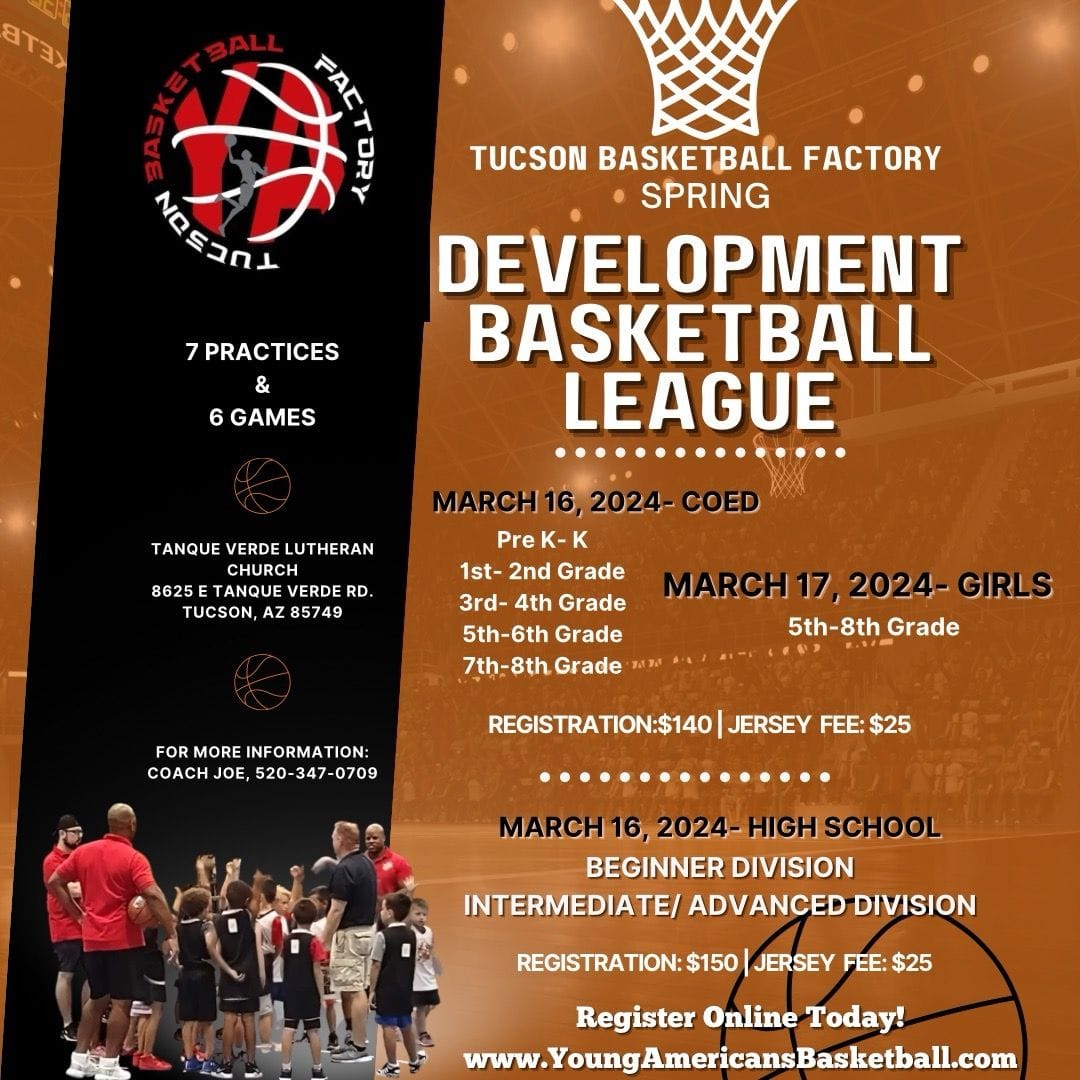 TUCSON BASKETBALL FACTORY
YA
7 PRACTICES
&
6 GAMES
TANQUE VERDE LUTHERAN
CHURCH
8625 E TANQUE VERDE RD.
TUCSON, AZ 85749
FOR MORE INFORMATION:
COACH JOE, 520-347-0709
TUCSON BASKETBALL FACTORY
SPRING
DEVELOPMENT
BASKETBALL
LEAGUE
MARCH 16, 2024- COED
Pre K- K
1st- 2nd Grade
3rd- 4th Grade
5th-6th Grade
7th-8th Grade
MARCH 17, 2024- GIRLS
5th-8th Grade
REGISTRATION:$140 | JERSEY FEE: $25
MARCH 16, 2024- HIGH SCHOOL
BEGINNER DIVISION
INTERMEDIATE/ ADVANCED DIVISION
REGISTRATION: $150 | JERSEY FEE: $25
Register Online Today!
www.YoungAmericansBasketball.com